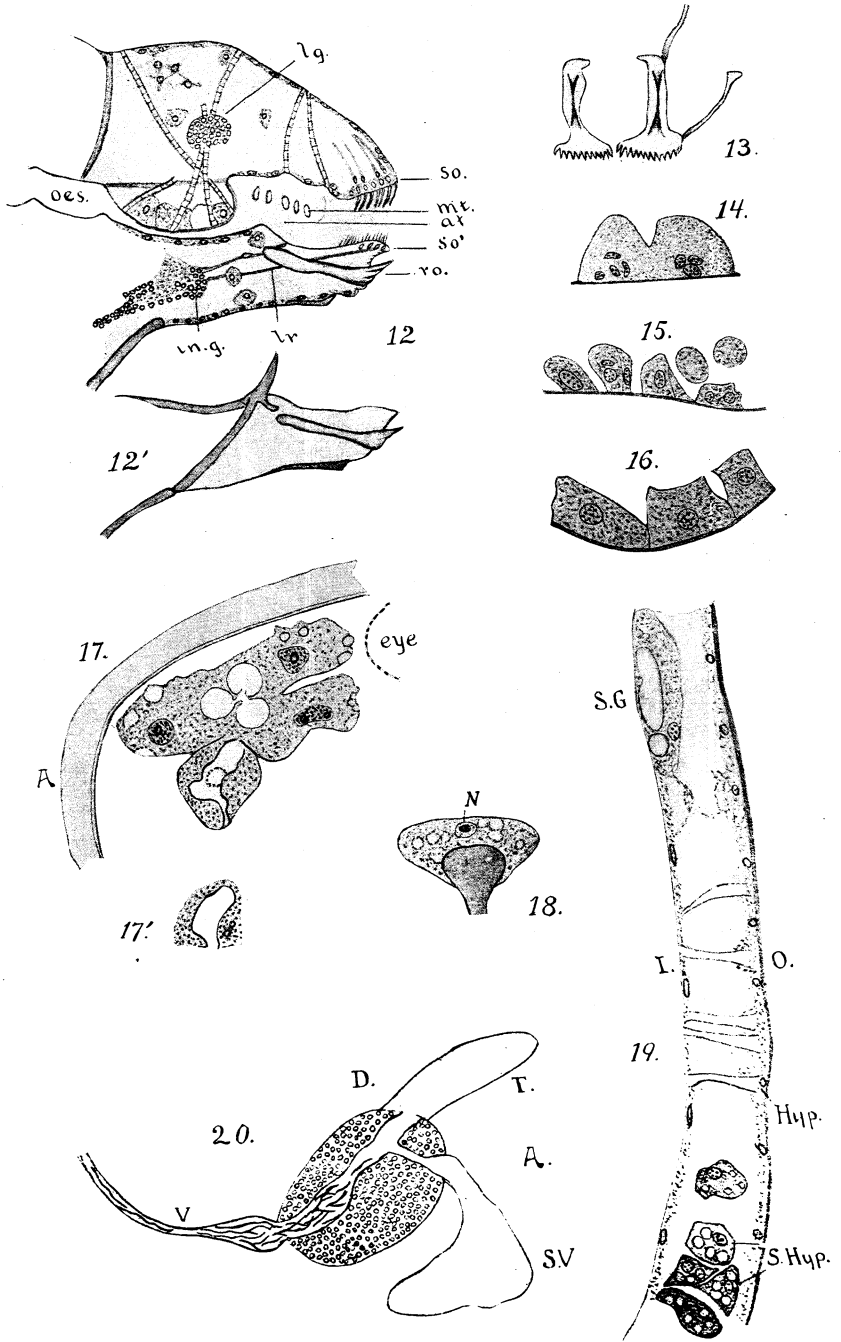 lg.
oes.
so.
mt.
at
so'
ro.
in.g.
lr
12
12'
13.
14.
15.
16.
17.
eye
A
17'.
N
18.
S.G
I.
O.
19.
Hyp.
S.Hyp.
20.
D.
T.
A.
V
S.V